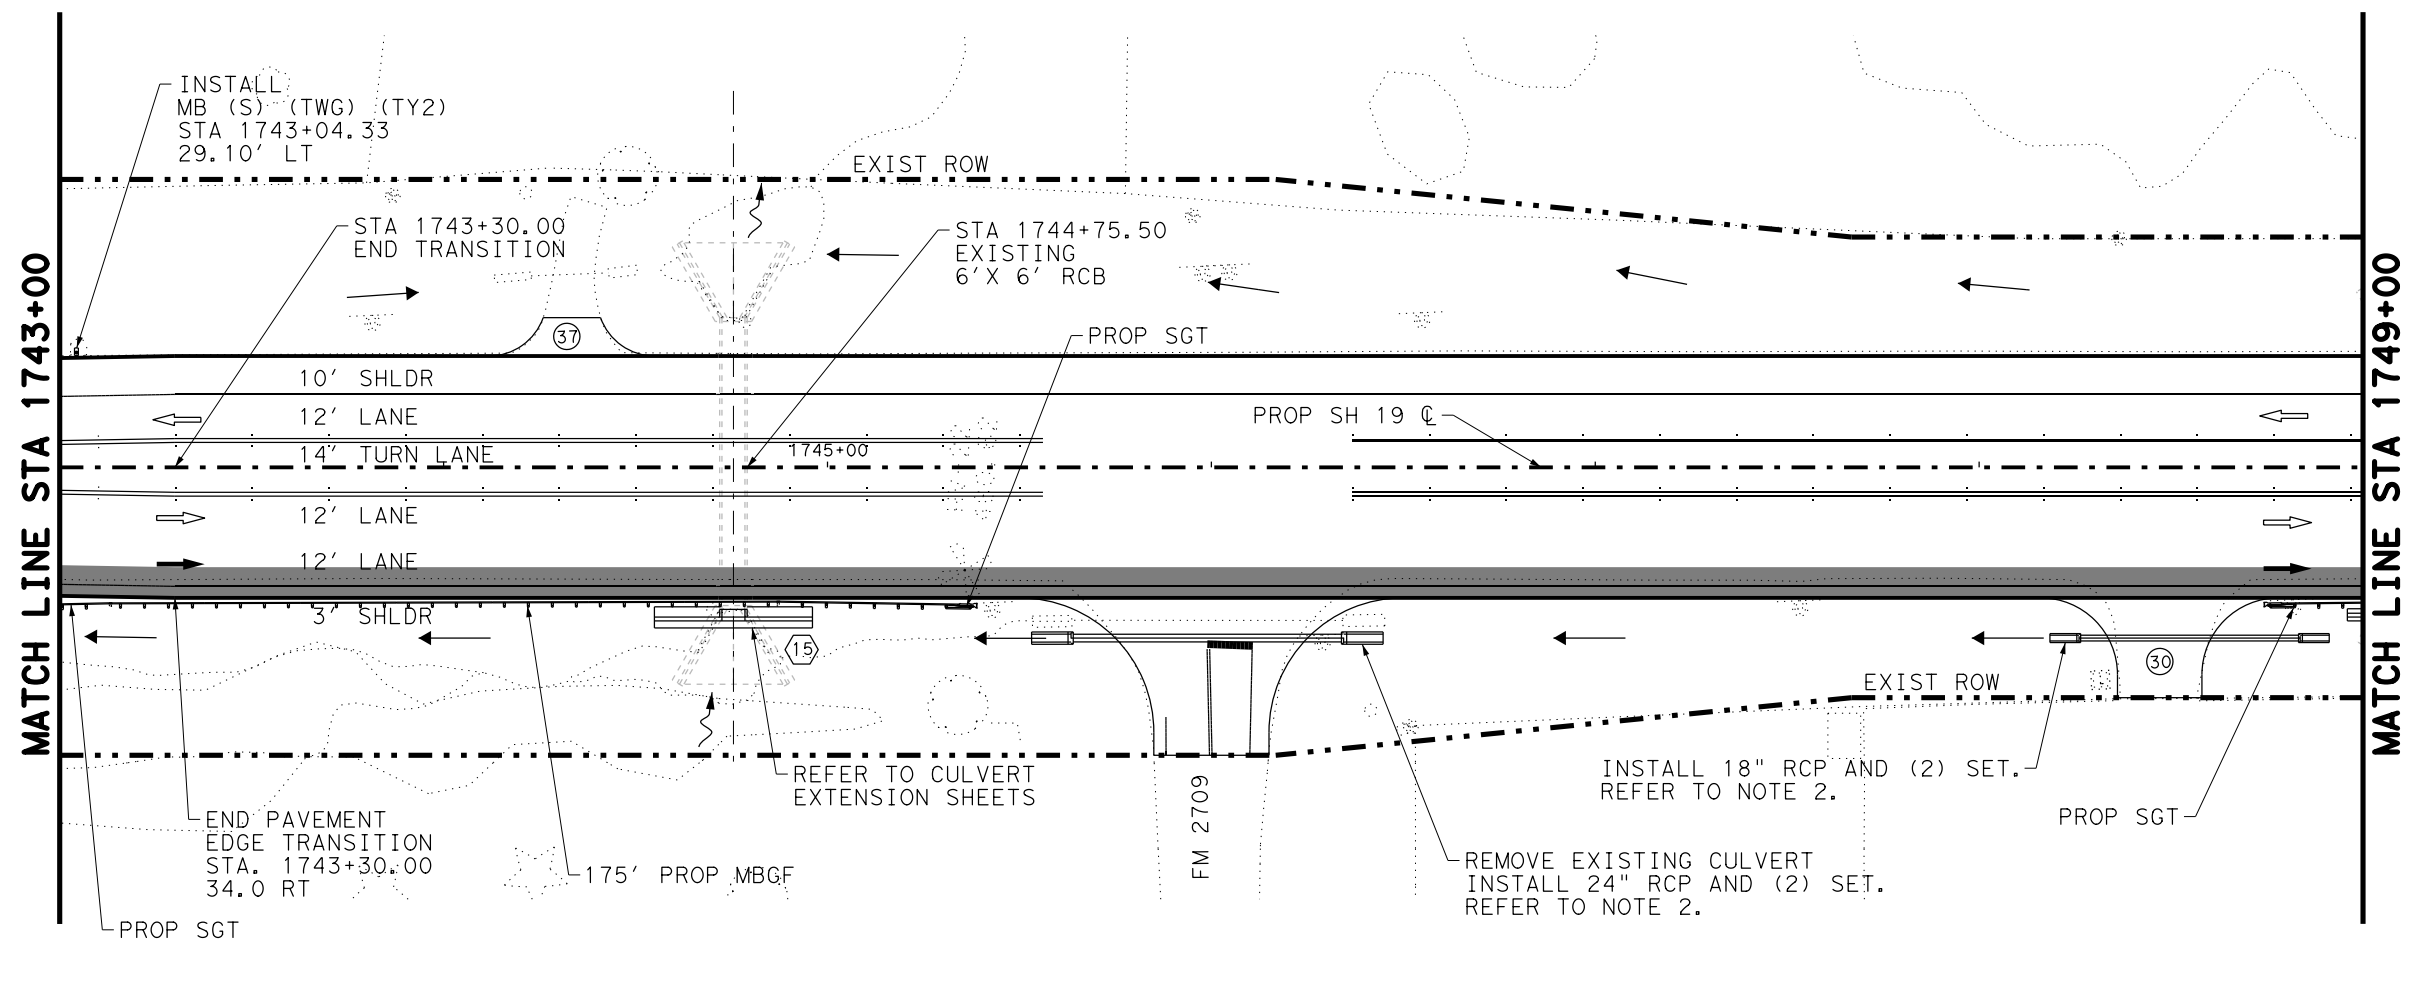 INSTALL
MB (S) (TWG) (TY2)
STA 1743+04.33
29.10' LT
EXIST ROW
STA 1743+30.00
END TRANSITION
STA 1744+75.50
EXISTING
6'X 6' RCB
PROP SGT
37
MATCH LINE STA 1743+00
MATCH LINE STA 1749+00
10' SHLDR
12' LANE
PROP SH 19 ℄
14' TURN LANE
1745+00
12' LANE
12' LANE
3' SHLDR
15
30
EXIST ROW
REFER TO CULVERT
EXTENSION SHEETS
FM 2709
INSTALL 18" RCP AND (2) SET.
REFER TO NOTE 2.
PROP SGT
END PAVEMENT
EDGE TRANSITION
STA. 1743+30.00
34.0 RT
175' PROP MBGF
REMOVE EXISTING CULVERT
INSTALL 24" RCP AND (2) SET.
REFER TO NOTE 2.
PROP SGT